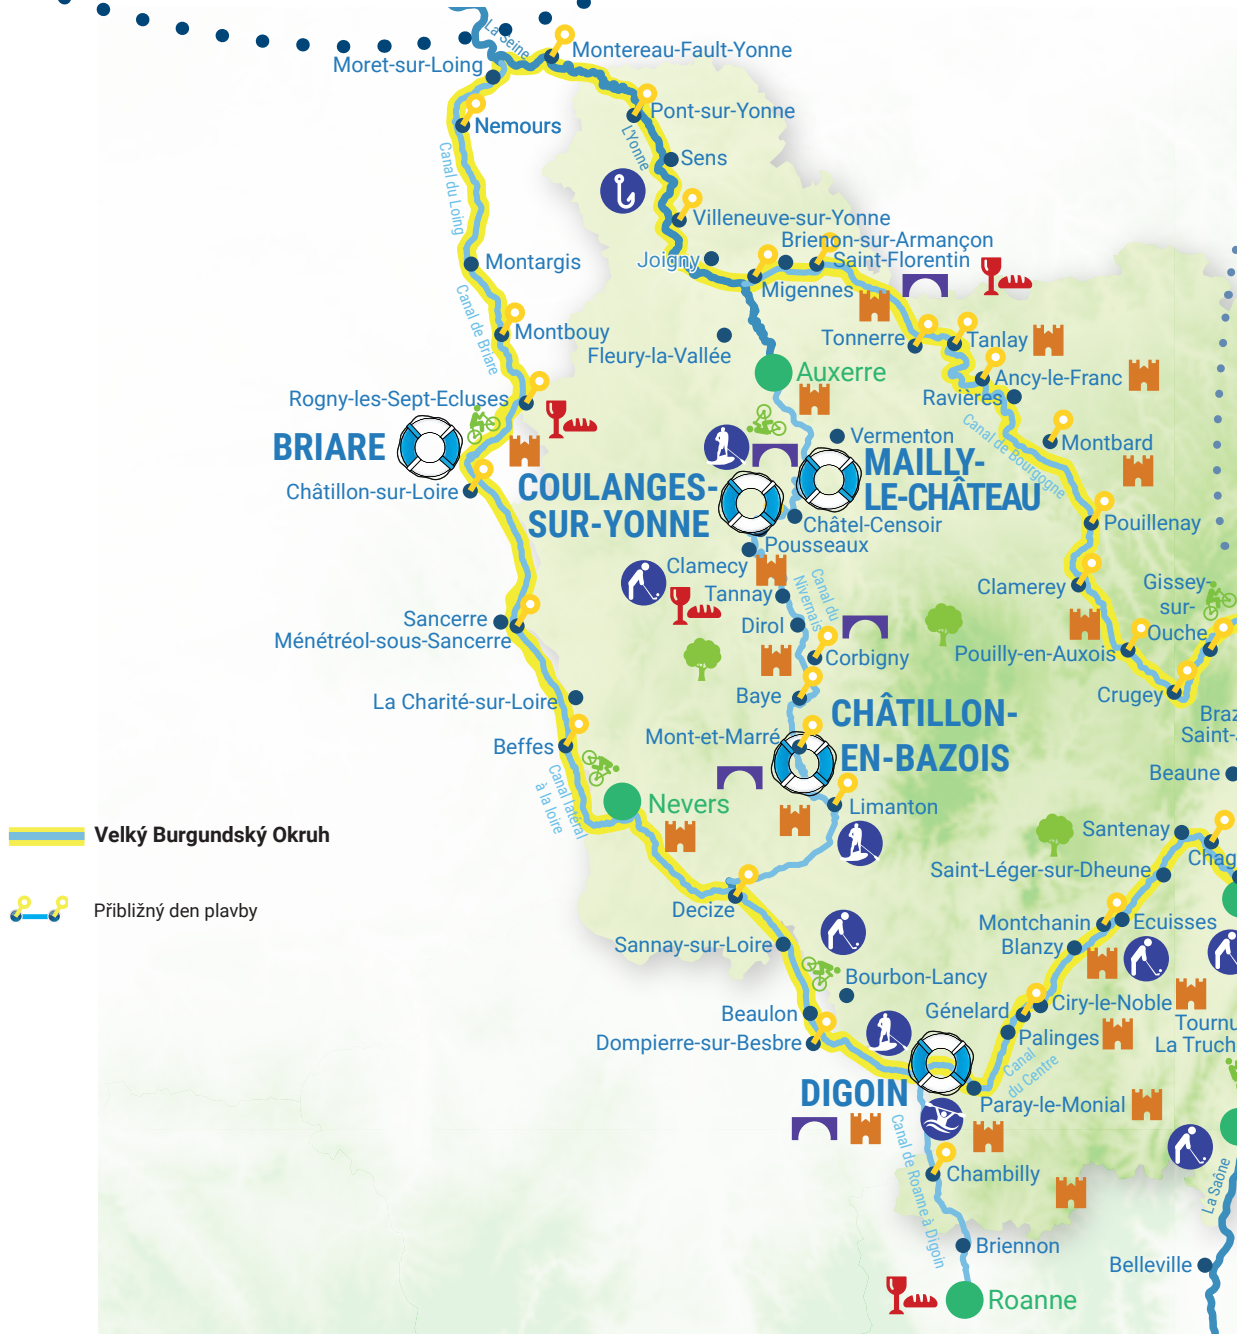 La Seine
Montereau-Fault-Yonne
Moret-sur-Loing
Pont-sur-Yonne
Nemours
L'Yonne
Canal du Loing
Sens
Villeneuve-sur-Yonne
Brienon-sur-Armançon
Joigny
Saint-Florentin
Montargis
Migennes
Canal de Briare
Montbouy
Fleury-la-Vallée
Tonnerre
Tanlay
Auxerre
Ancy-le-Franc
Rogny-les-Sept-Ecluses
Ravières
Canal de Bourgogne
BRIARE
Vermenton
Montbard
MAILLY-
LE-CHÂTEAU
Châtillon-sur-Loire
COULANGES-
SUR-YONNE
Châtel-Censoir
Pouillenay
Pousseaux
Clamecy
Tannay
Canal du
Nivernais
Clamerey
Gissey-
sur-
Ouche
Sancerre
Ménétréol-sous-Sancerre
Dirol
Corbigny
Pouilly-en-Auxois
La Charité-sur-Loire
Baye
Crugey
CHÂTILLON-
EN-BAZOIS
Braz
Saint-
Beffes
Mont-et-Marré
Beaune
Canal latéral
à la loire
Nevers
Limanton
Velký Burgundský Okruh
Santenay
Chag
Saint-Léger-sur-Dheune
Přibližný den plavby
Decize
Montchanin
Ecuisses
Sannay-sur-Loire
Blanzy
Bourbon-Lancy
Beaulon
Génelard
Ciry-le-Noble
Dompierre-sur-Besbre
Palinges
Tournu
La Truch
Canal
du Centre
DIGOIN
Paray-le-Monial
Canal de Roanne à Digoin
Chambilly
La Saône
Briennon
Belleville
Roanne